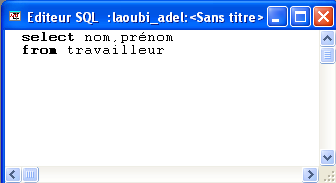 Editeur SQL :laoubi_adel:<Sans titre>
select nom,prénom
from travailleur